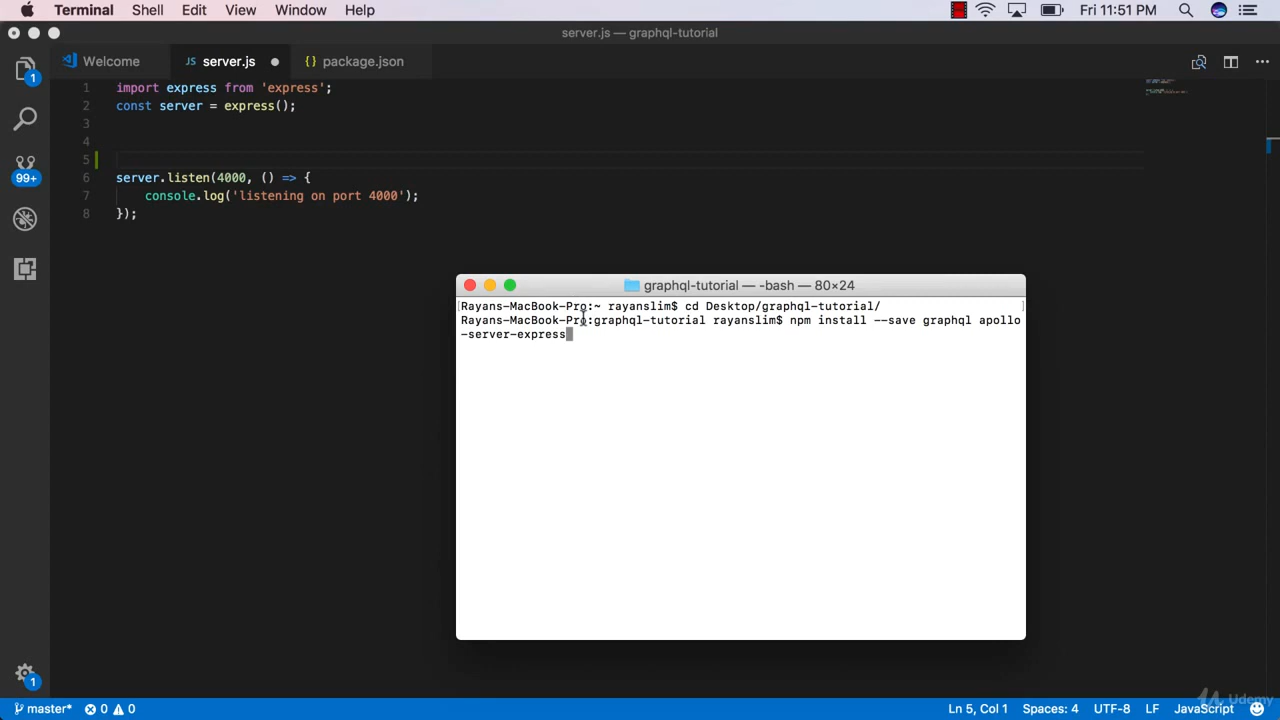 Terminal Shell Edit View Window Help Fri 11:51 PM
server.js — graphql-tutorial
Welcome JS server.js {} package.json
1 import express from 'express';
2 const server = express();
3
4
5
6 server.listen(4000, () => {
7 console.log('listening on port 4000');
8 });
1
99+
graphql-tutorial — -bash — 80×24
[Rayans-MacBook-Pro:~ rayanslim$ cd Desktop/graphql-tutorial/ ]
Rayans-MacBook-Pro:graphql-tutorial rayanslim$ npm install --save graphql apollo
-server-express
1
master* 0 0 Ln 5, Col 1 Spaces: 4 UTF-8 LF JavaScript
Udemy